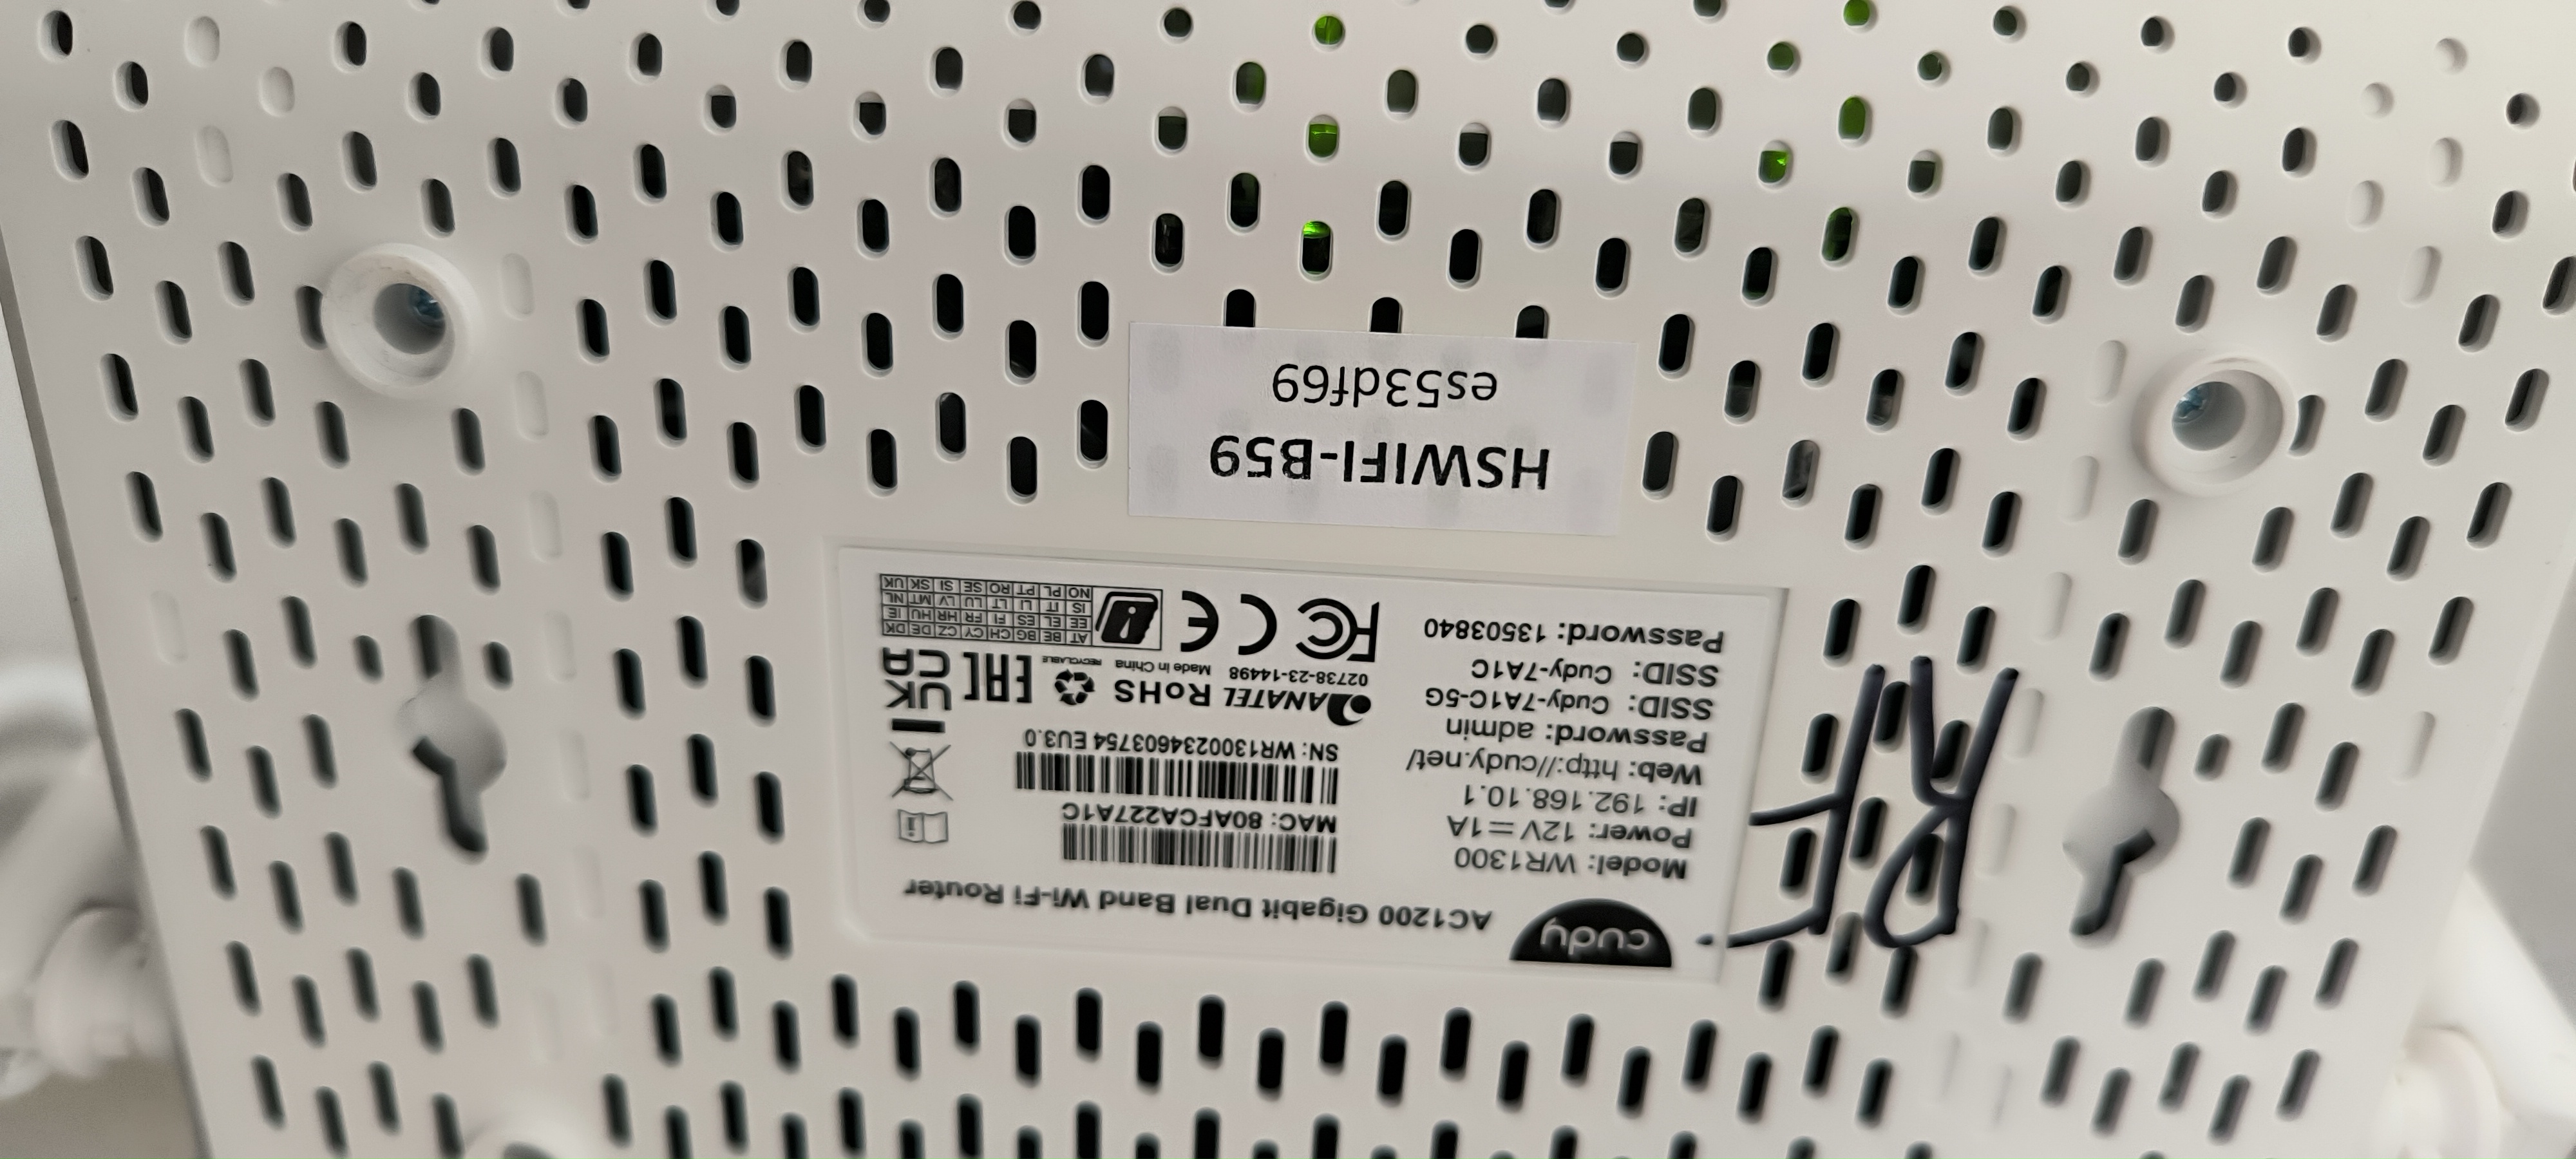 cudy
AC1200 Gigabit Dual Band Wi-Fi Router
Model: WR1300
Power: 12V⎓1A
IP: 192.168.10.1
Web: http://cudy.net/
Password: admin
SSID: Cudy-7A1C-5G
SSID: Cudy-7A1C
Password: 13503840
MAC: 80AFCA227A1C
SN: WR1300234603754 EU3.0
ANATEL RoHS
02738-23-14498 Made in China RECYCLABLE
EAC
UK
CA
FC CE
AT BE BG CH CY CZ DE DK
EE EL ES FI FR HR HU IE
IS IT LI LT LU LV MT NL
NO PL PT RO SE SI SK UK
HSWIFI-B59
es53df69